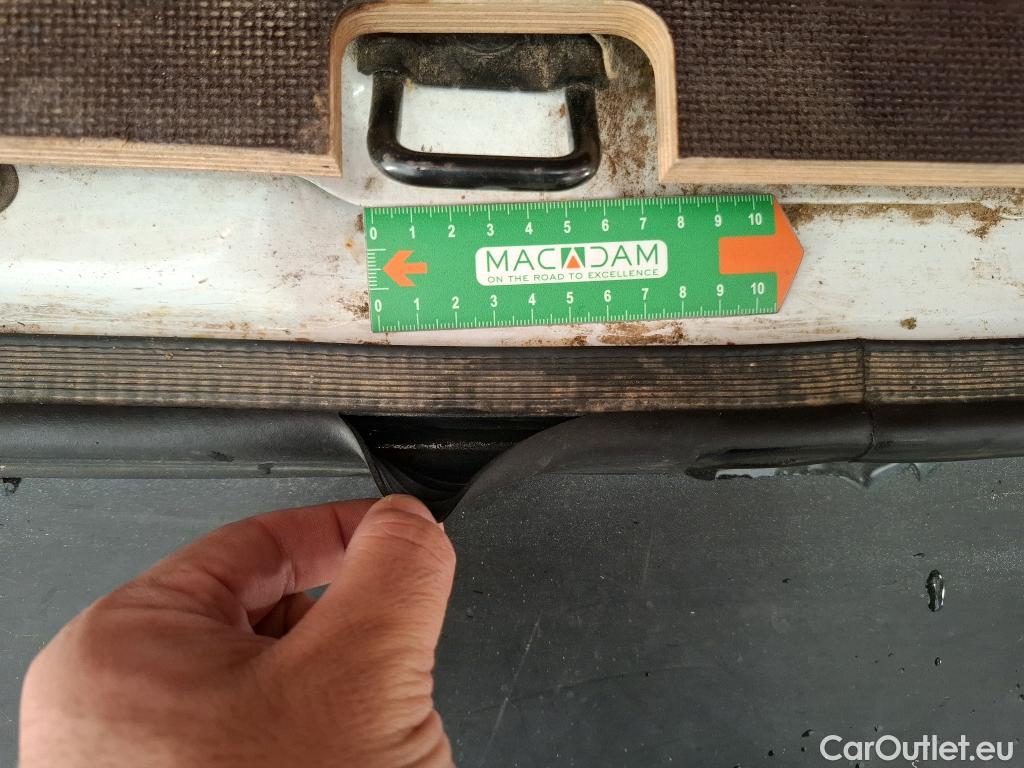 0 1 2 3 4 5 6 7 8 9 10
MACADAM
ON THE ROAD TO EXCELLENCE
0 1 2 3 4 5 6 7 8 9 10
CarOutlet.eu